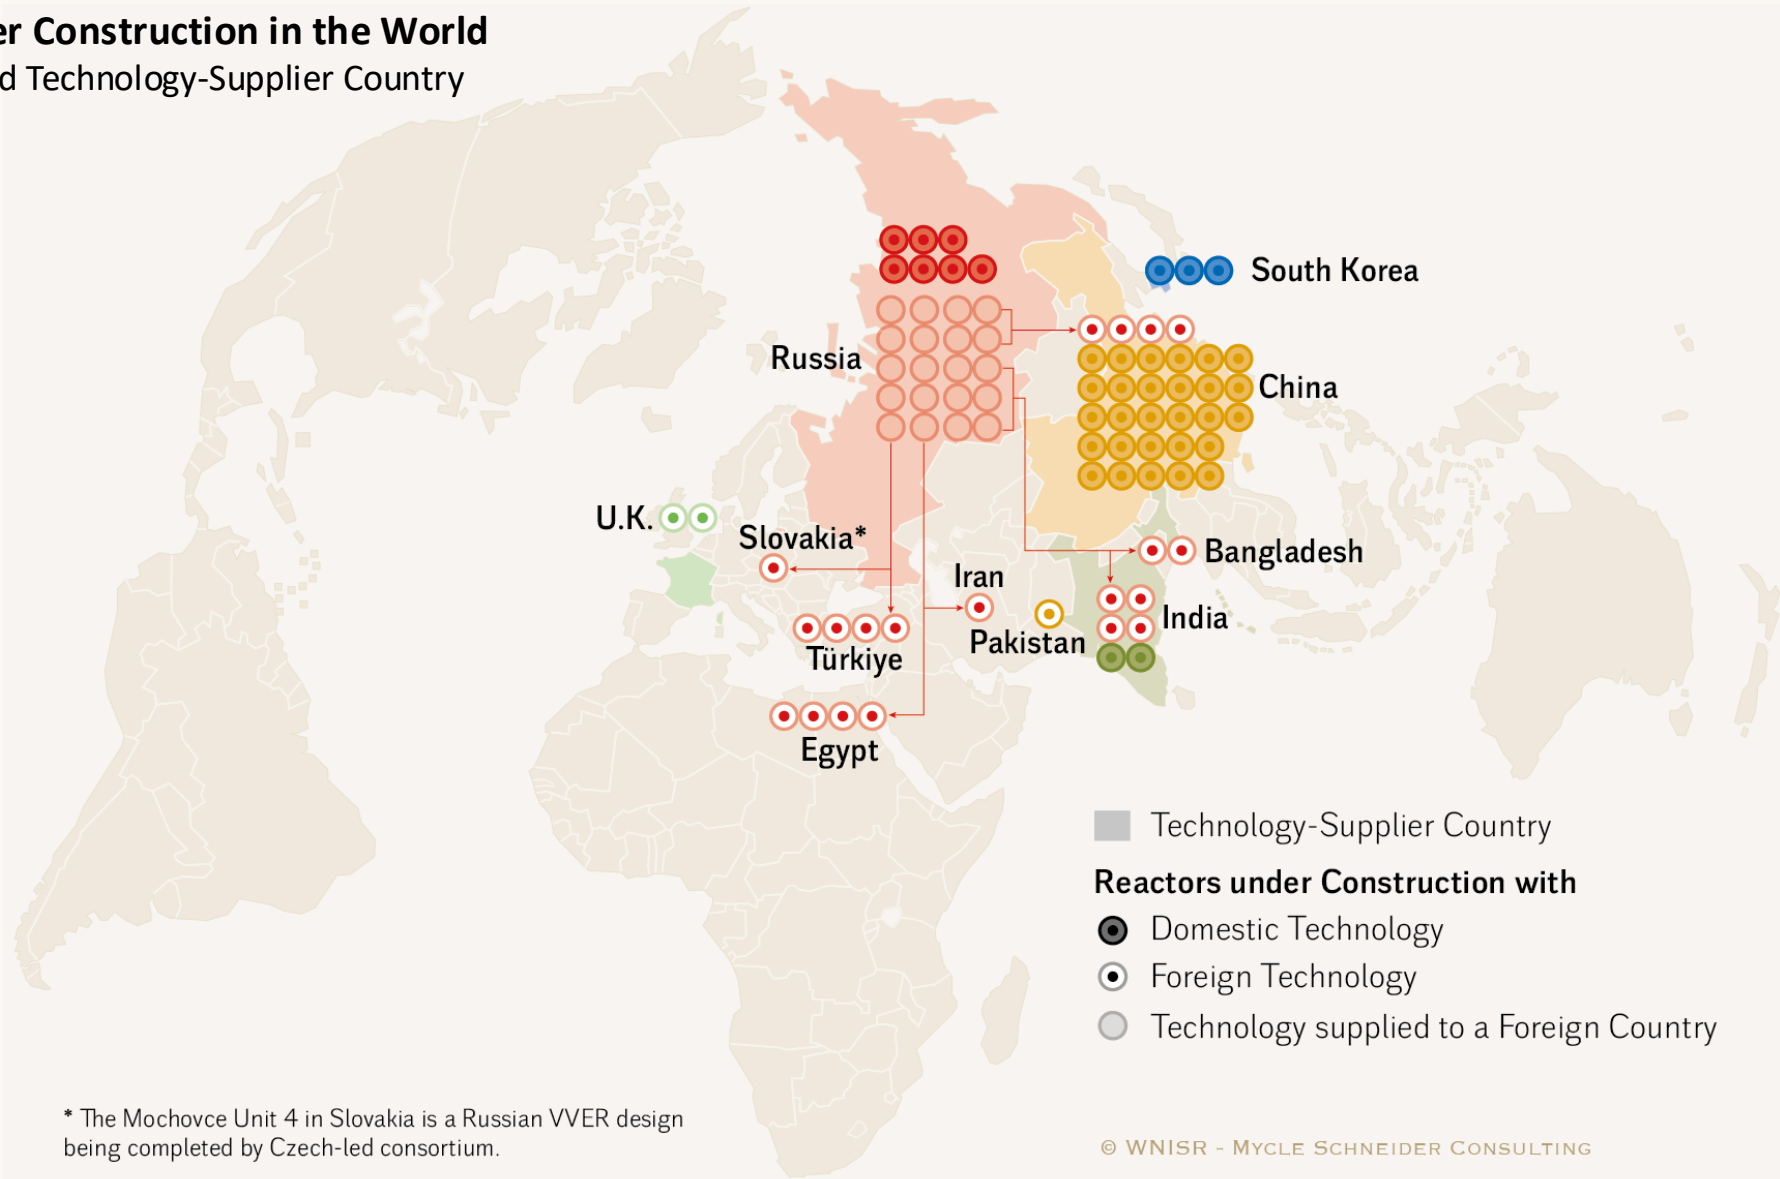 er Construction in the World
d Technology-Supplier Country
South Korea
Russia
China
U.K.
Slovakia*
Bangladesh
Iran
India
Pakistan
Türkiye
Egypt
Technology-Supplier Country
Reactors under Construction with
Domestic Technology
Foreign Technology
Technology supplied to a Foreign Country
* The Mochovce Unit 4 in Slovakia is a Russian VVER design
being completed by Czech-led consortium.
© WNISR - Mycle Schneider Consulting